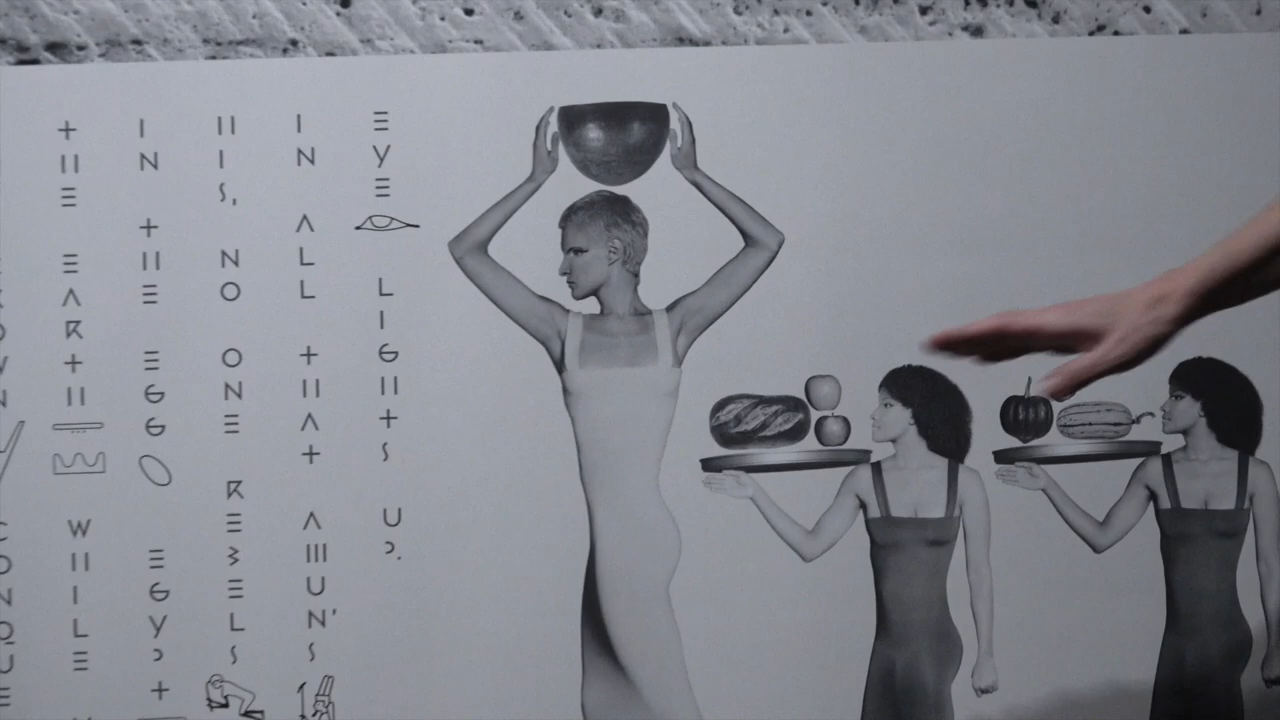 THE EARTH WHILE
IN THE EGG EGYPT
HIS, NO ONE REBELS
IN ALL THAT AMUN'S
EYE LIGHTS UP.